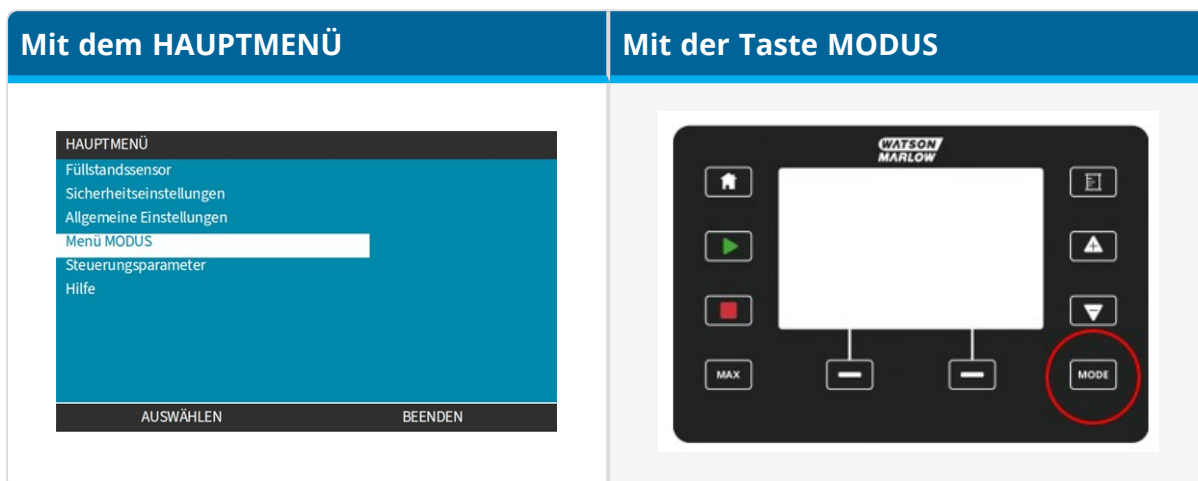 Mit dem HAUPTMENÜ
Mit der Taste MODUS
HAUPTMENÜ
Füllstandssensor
Sicherheitseinstellungen
Allgemeine Einstellungen
Menü MODUS
Steuerungsparameter
Hilfe
AUSWÄHLEN
BEENDEN
WATSON
MARLOW
MAX
MODE